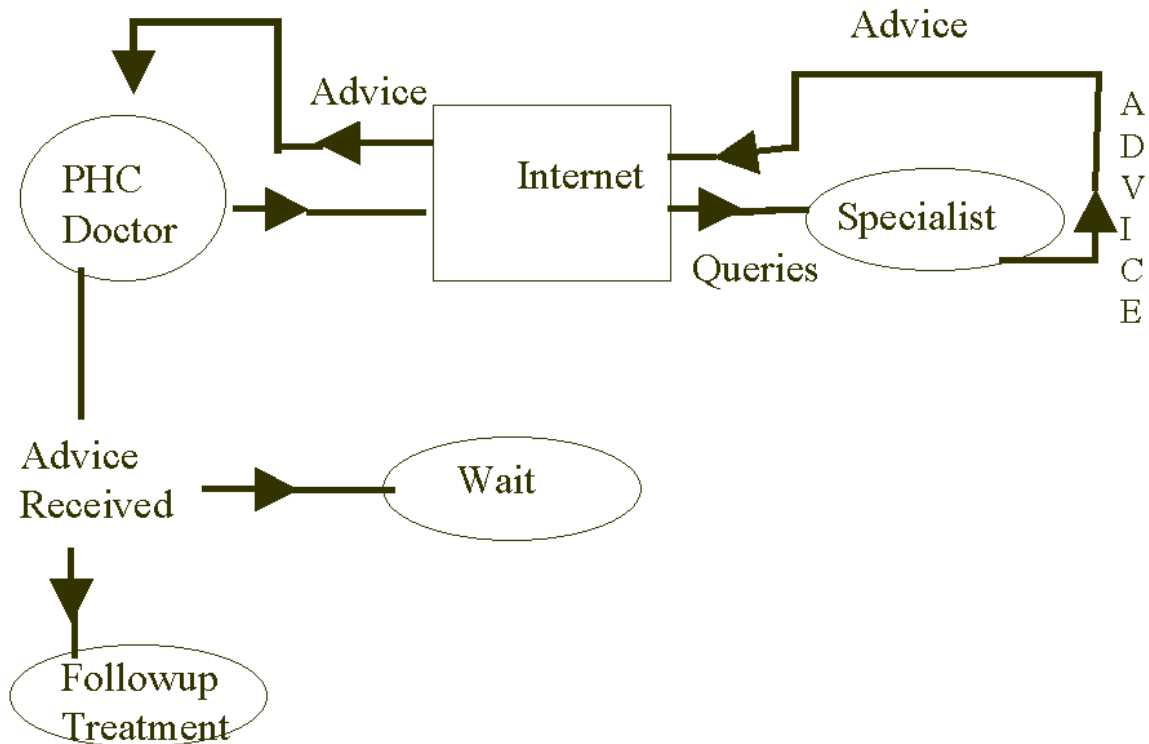 Advice
Advice
PHC
Doctor
Internet
Specialist
Queries
A
D
V
I
C
E
Advice
Received
Wait
Followup
Treatment